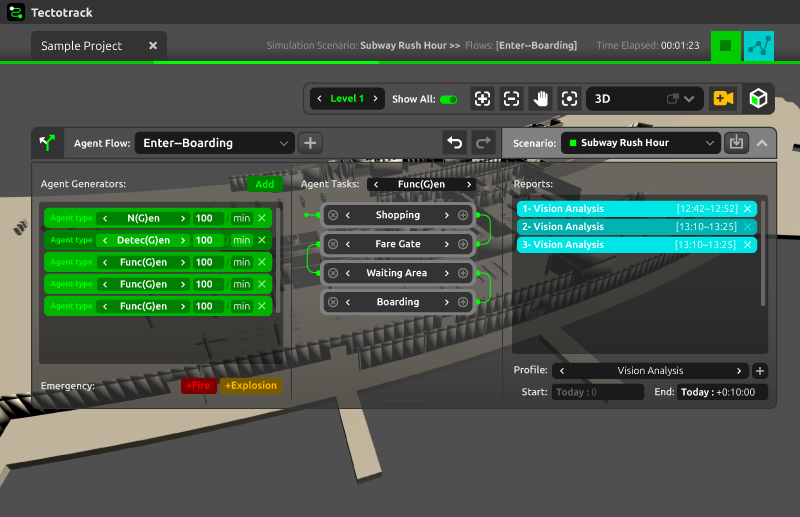 Tectotrack
Sample Project ×
Simulation Scenario: Subway Rush Hour >> Flows: [Enter--Boarding] Time Elapsed: 00:01:23
< Level 1 > Show All: 3D
Agent Flow: Enter--Boarding +
Scenario: Subway Rush Hour
Agent Generators: Add
Agent type < N(G)en > 100 / min ×
Agent type < Detec(G)en > 100 / min ×
Agent type < Func(G)en > 100 / min ×
Agent type < Func(G)en > 100 / min ×
Agent type < Func(G)en > 100 / min ×
Emergency: +Fire +Explosion
Agent Tasks: < Func(G)en >
< Shopping >
< Fare Gate >
< Waiting Area >
< Boarding >
Reports:
1- Vision Analysis [12:42–12:52] ×
2- Vision Analysis [13:10–13:25] ×
3- Vision Analysis [13:10–13:25] ×
Profile: < Vision Analysis > +
Start: Today : 0 End: Today : +0:10:00